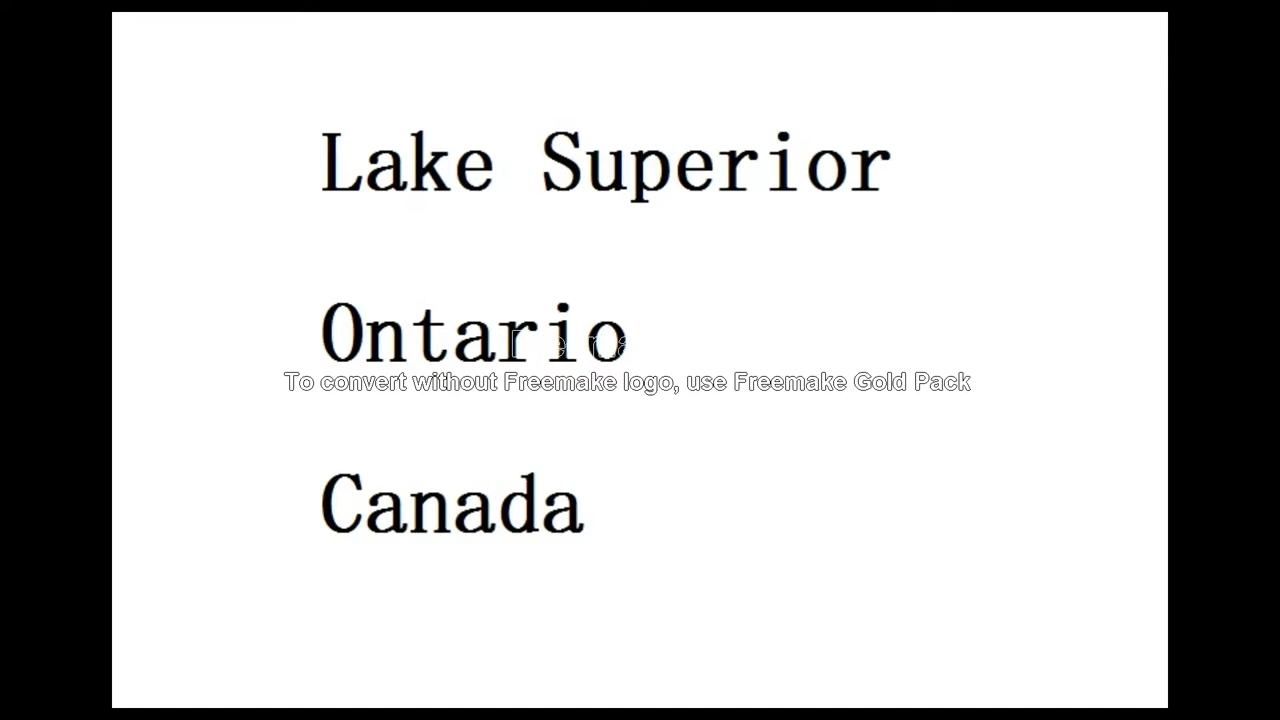 Lake Superior
Ontario
To convert without Freemake logo, use Freemake Gold Pack
Canada